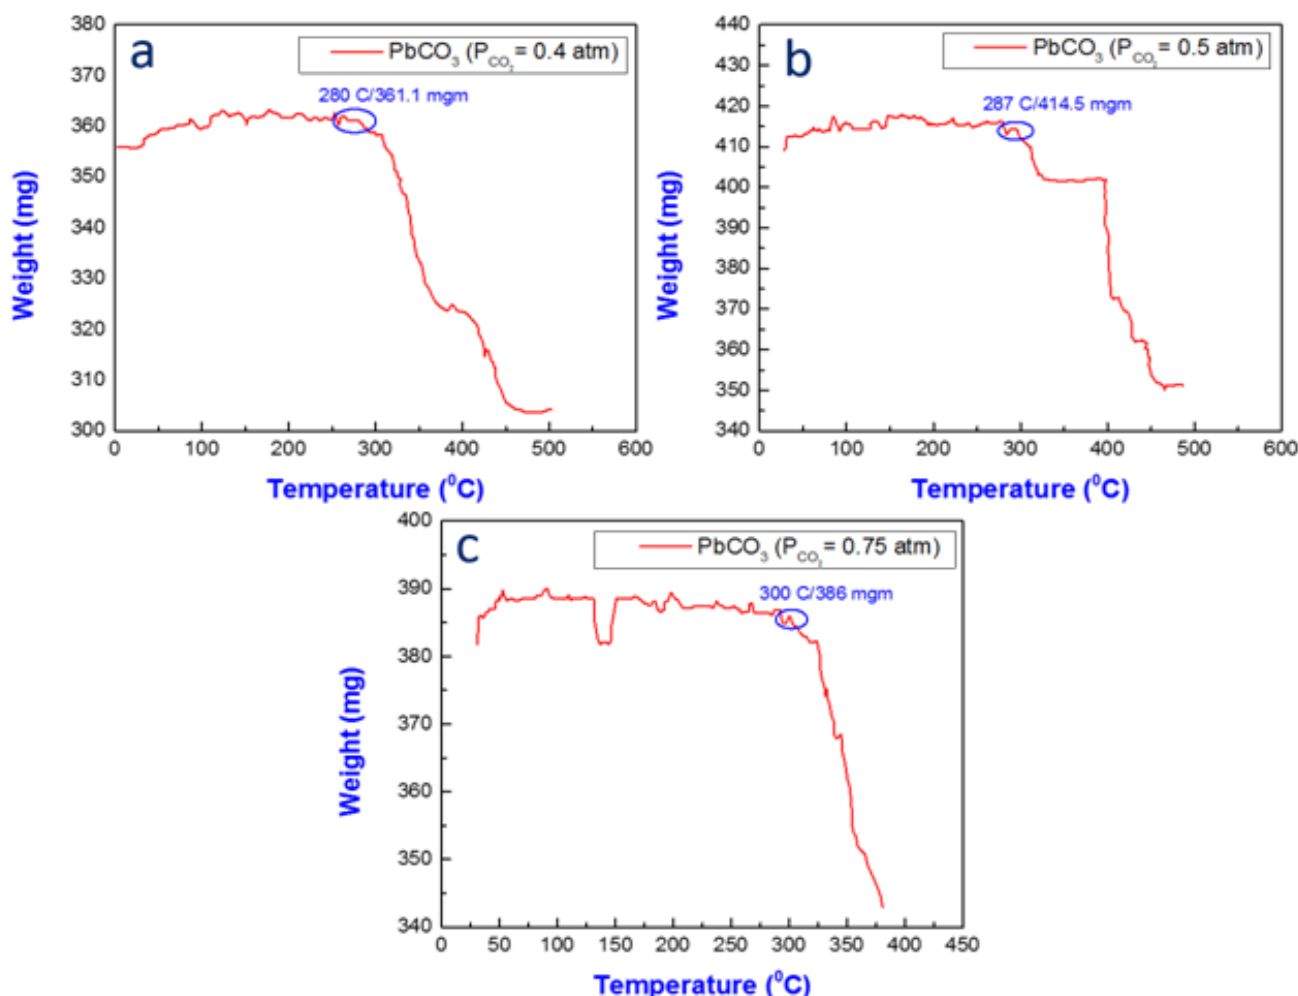 a
PbCO₃ (P_CO₂ = 0.4 atm)
280 C/361.1 mgm
380
370
360
350
340
330
320
310
300
Weight (mg)
0 100 200 300 400 500 600
Temperature (⁰C)
b
PbCO₃ (P_CO₂ = 0.5 atm)
287 C/414.5 mgm
440
430
420
410
400
390
380
370
360
350
340
Weight (mg)
0 100 200 300 400 500 600
Temperature (⁰C)
c
PbCO₃ (P_CO₂ = 0.75 atm)
300 C/386 mgm
400
390
380
370
360
350
340
Weight (mg)
0 50 100 150 200 250 300 350 400 450
Temperature (⁰C)